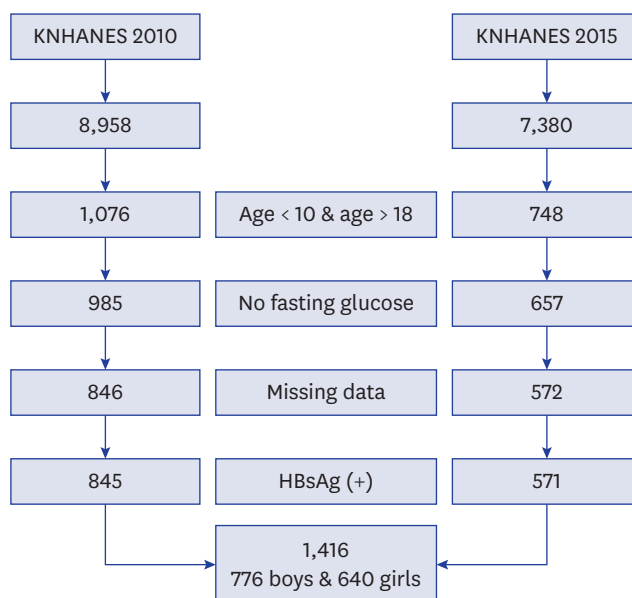 KNHANES 2010
KNHANES 2015
8,958
7,380
1,076
Age < 10 & age > 18
748
985
No fasting glucose
657
846
Missing data
572
845
HBsAg (+)
571
1,416
776 boys & 640 girls